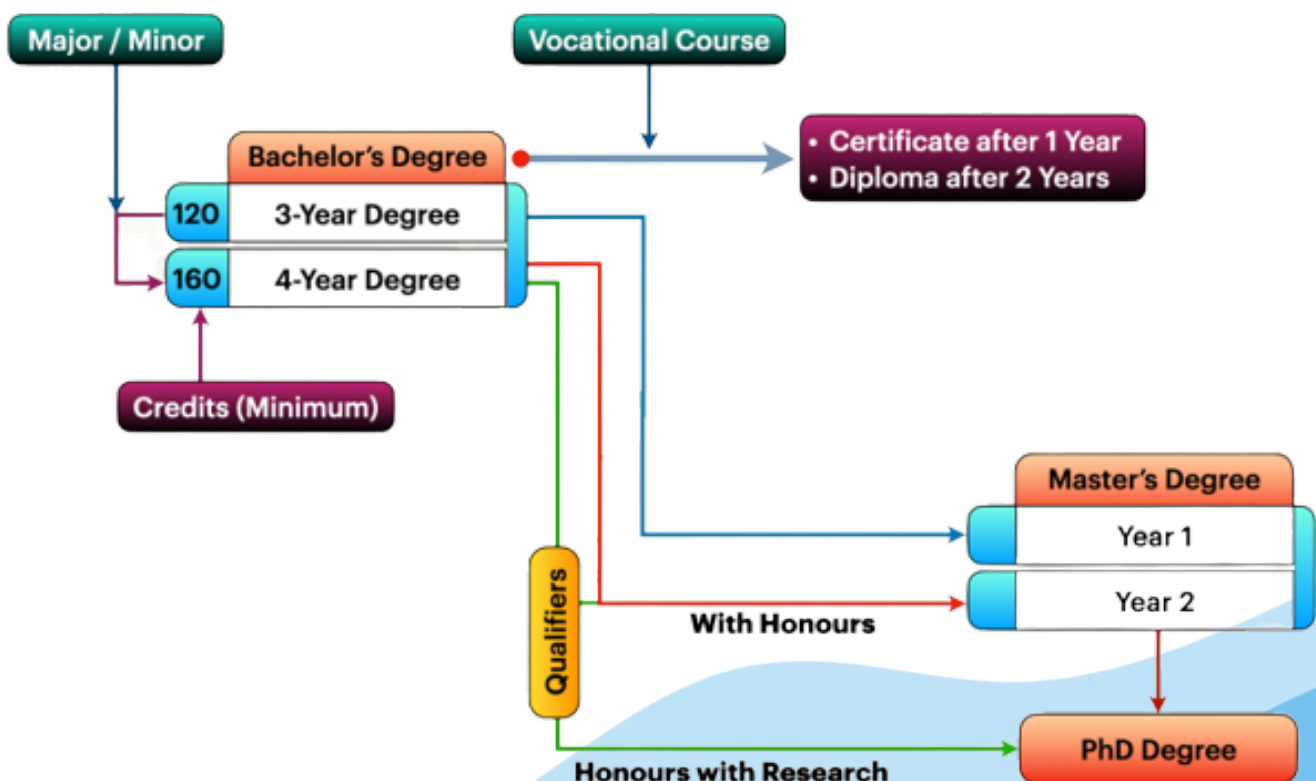 Major / Minor
Vocational Course
Bachelor's Degree
• Certificate after 1 Year
• Diploma after 2 Years
120
3-Year Degree
160
4-Year Degree
Credits (Minimum)
Master's Degree
Year 1
Year 2
Qualifiers
With Honours
PhD Degree
Honours with Research